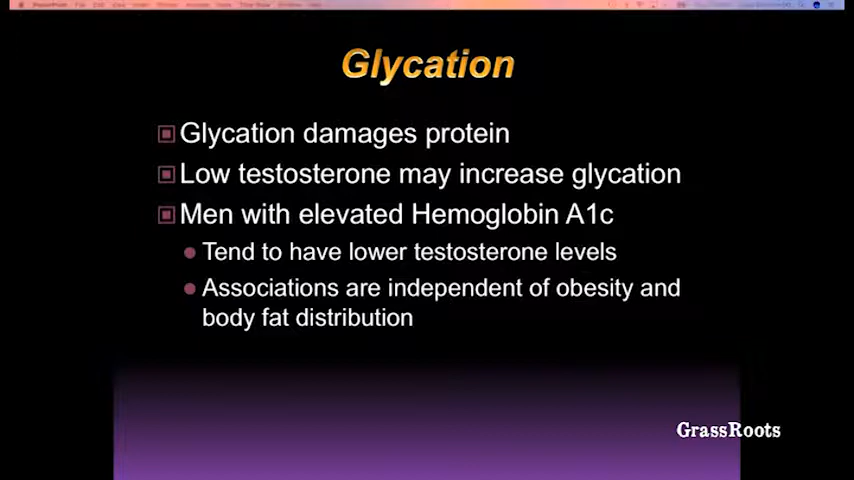 Glycation
Glycation damages protein
Low testosterone may increase glycation
Men with elevated Hemoglobin A1c
Tend to have lower testosterone levels
Associations are independent of obesity and
body fat distribution
GrassRoots